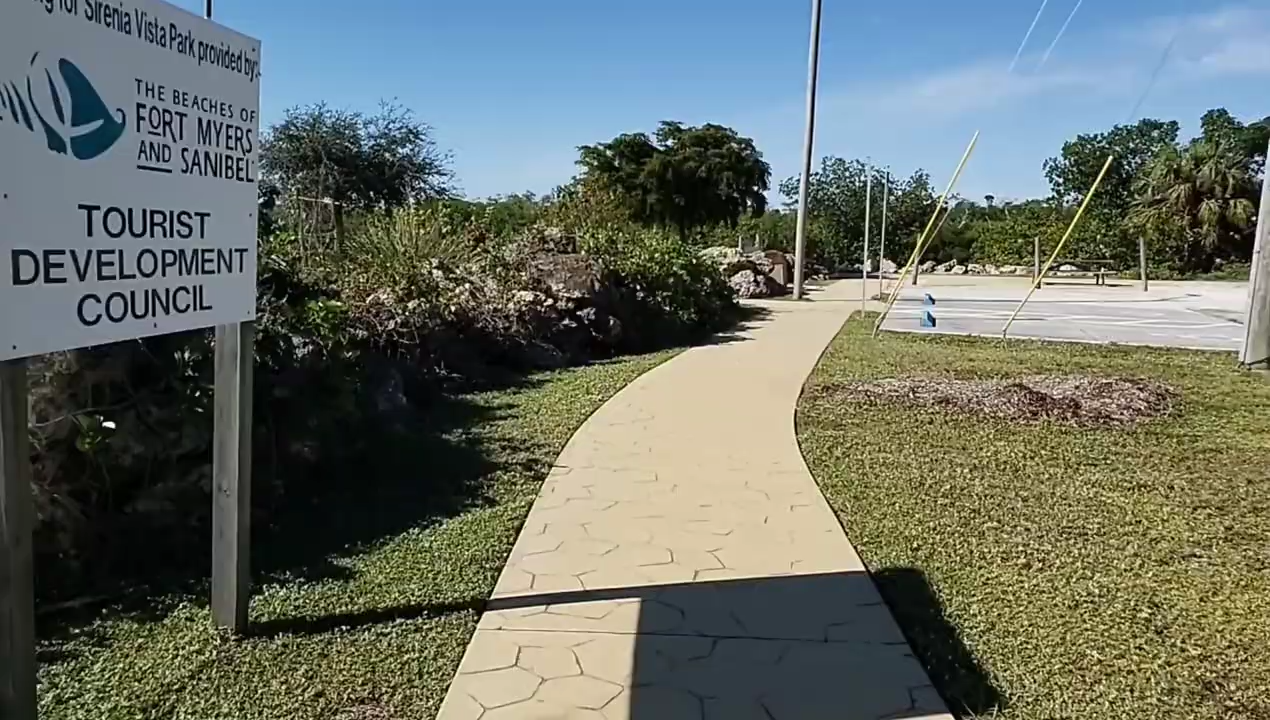 for Sirenia Vista Park provided by:
THE BEACHES OF
FORT MYERS
AND SANIBEL
TOURIST
DEVELOPMENT
COUNCIL